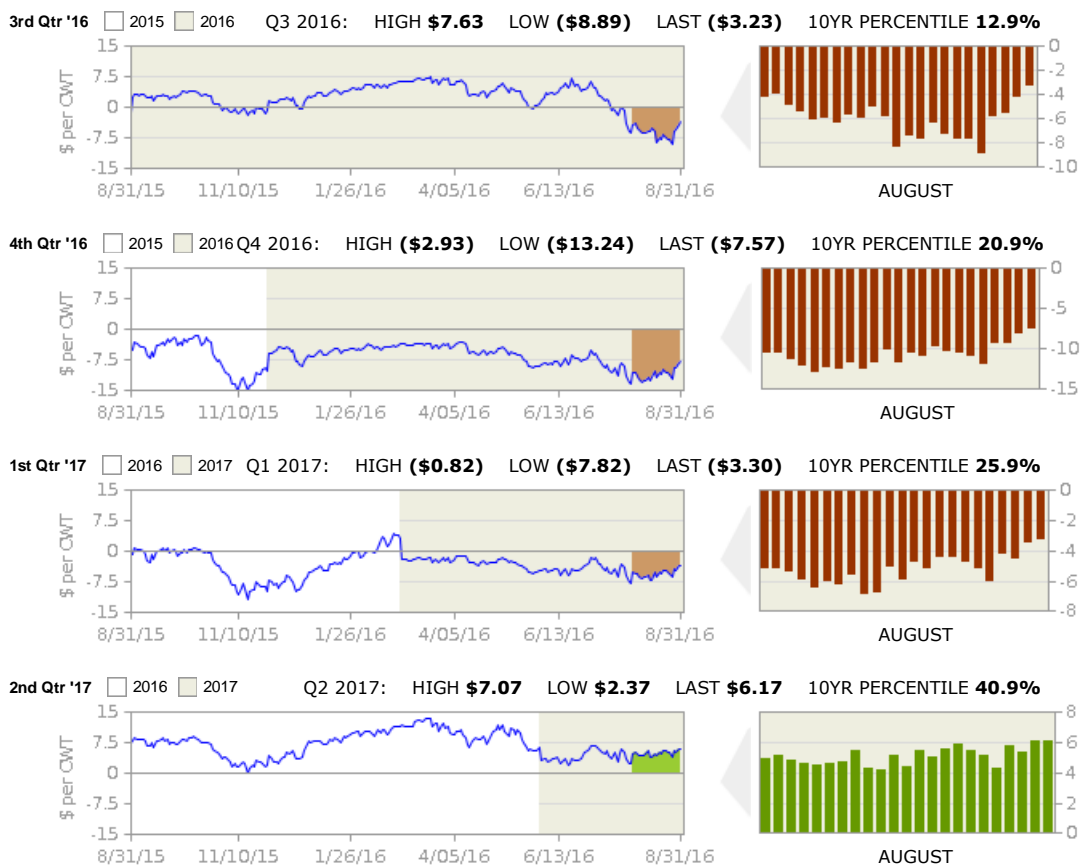 3rd Qtr '16 2015 2016 Q3 2016: HIGH $7.63 LOW ($8.89) LAST ($3.23) 10YR PERCENTILE 12.9%
$ per CWT
15
7.5
0
-7.5
-15
8/31/15 11/10/15 1/26/16 4/05/16 6/13/16 8/31/16
0
-2
-4
-6
-8
-10
AUGUST
4th Qtr '16 2015 2016 Q4 2016: HIGH ($2.93) LOW ($13.24) LAST ($7.57) 10YR PERCENTILE 20.9%
$ per CWT
15
7.5
0
-7.5
-15
8/31/15 11/10/15 1/26/16 4/05/16 6/13/16 8/31/16
0
-5
-10
-15
AUGUST
1st Qtr '17 2016 2017 Q1 2017: HIGH ($0.82) LOW ($7.82) LAST ($3.30) 10YR PERCENTILE 25.9%
$ per CWT
15
7.5
0
-7.5
-15
8/31/15 11/10/15 1/26/16 4/05/16 6/13/16 8/31/16
0
-2
-4
-6
-8
AUGUST
2nd Qtr '17 2016 2017 Q2 2017: HIGH $7.07 LOW $2.37 LAST $6.17 10YR PERCENTILE 40.9%
$ per CWT
15
7.5
0
-7.5
-15
8/31/15 11/10/15 1/26/16 4/05/16 6/13/16 8/31/16
8
6
4
2
0
AUGUST